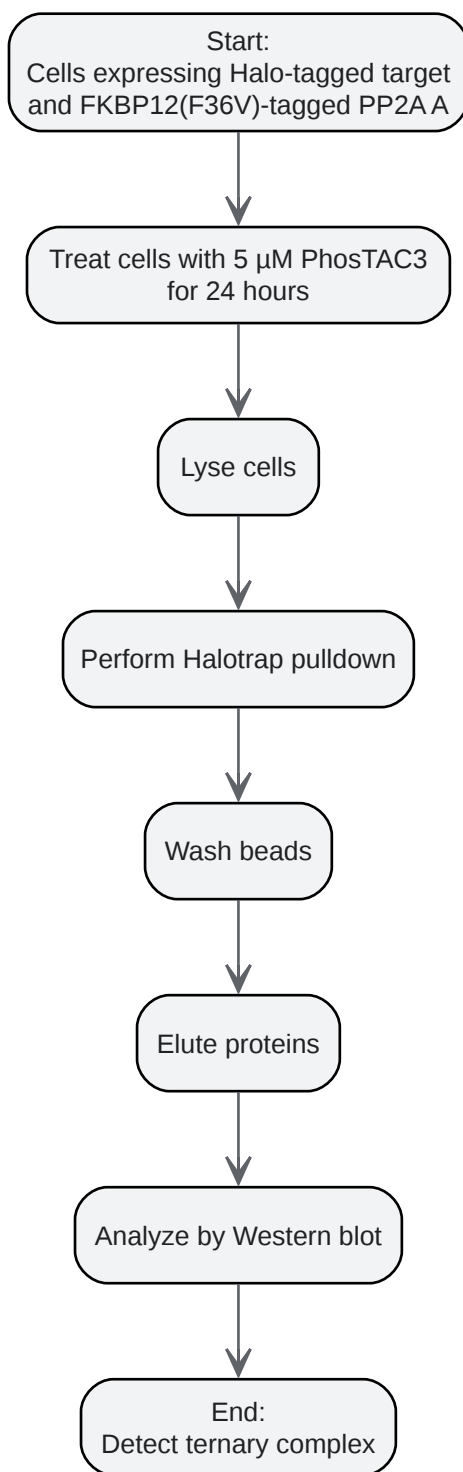 Start:
Cells expressing Halo-tagged target
and FKBP12(F36V)-tagged PP2A A
Treat cells with 5 µM PhosTAC3
for 24 hours
Lyse cells
Perform Halotrap pulldown
Wash beads
Elute proteins
Analyze by Western blot
End:
Detect ternary complex